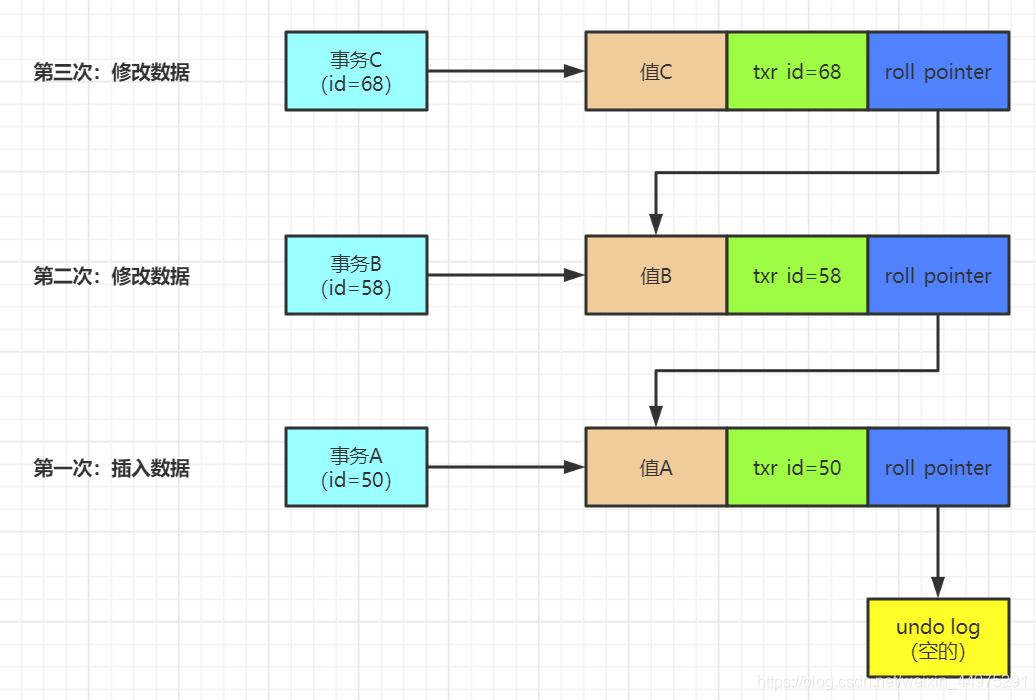 第三次：修改数据
事务C
(id=68)
值C
txr id=68
roll pointer
第二次：修改数据
事务B
(id=58)
值B
txr id=58
roll pointer
第一次：插入数据
事务A
(id=50)
值A
txr id=50
roll pointer
undo log
(空的)
https://blog.csdn.net/weixin_44975291